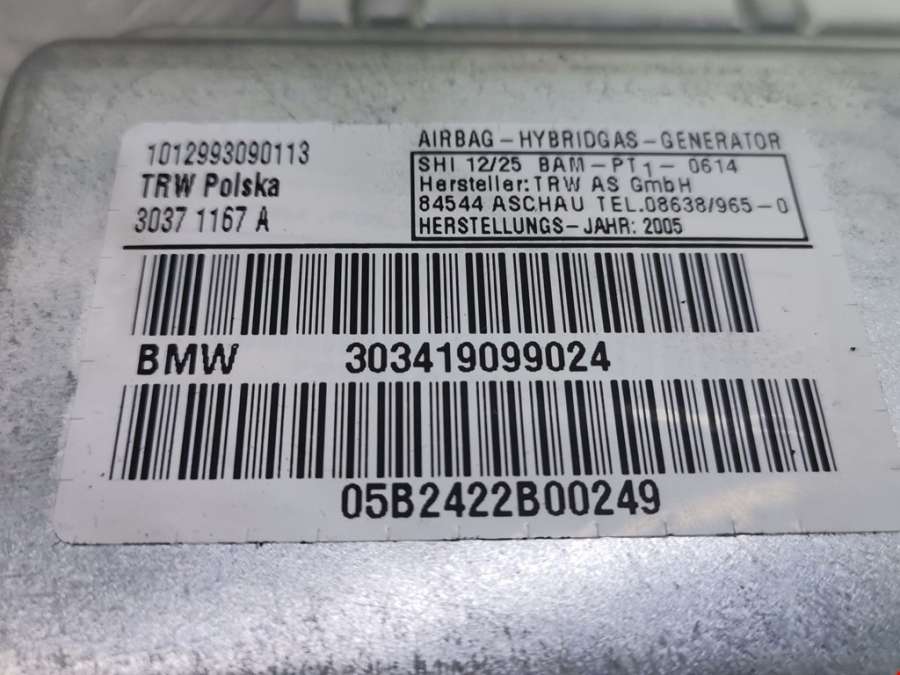 1012993090113
TRW Polska
3037 1167 A
AIRBAG-HYBRIDGAS-GENERATOR
SHI 12/25 BAM-PT1-0614
Hersteller: TRW AS GmbH
84544 ASCHAU TEL.08638/965-0
HERSTELLUNGS-JAHR: 2005
BMW 303419099024
05B2422B00249